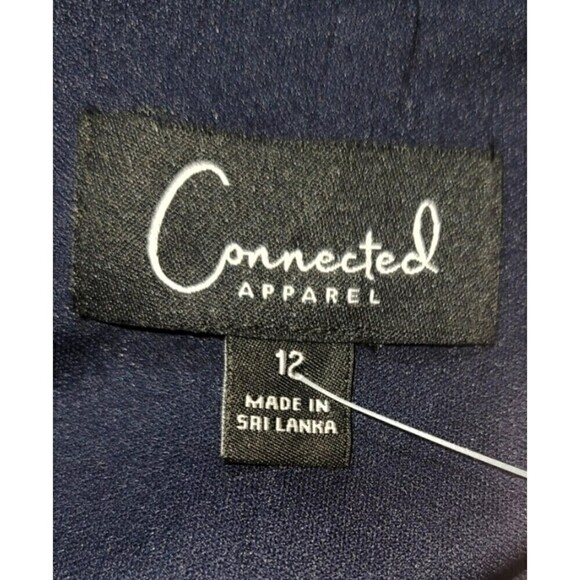 Connected
APPAREL
12
MADE IN
SRI LANKA